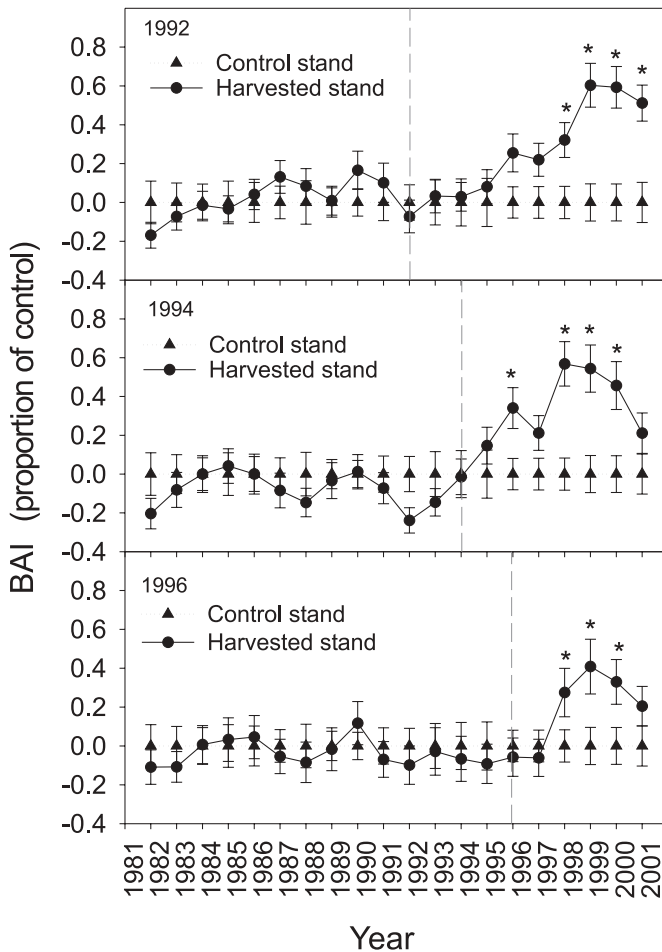 1992
Control stand
Harvested stand
* * * *
0.8
0.6
0.4
0.2
0.0
-0.2
-0.4
1994
Control stand
Harvested stand
* * * *
0.8
0.6
0.4
0.2
0.0
-0.2
-0.4
1996
Control stand
Harvested stand
* * *
0.8
0.6
0.4
0.2
0.0
-0.2
-0.4
BAI (proportion of control)
1981 1982 1983 1984 1985 1986 1987 1988 1989 1990 1991 1992 1993 1994 1995 1996 1997 1998 1999 2000 2001
Year